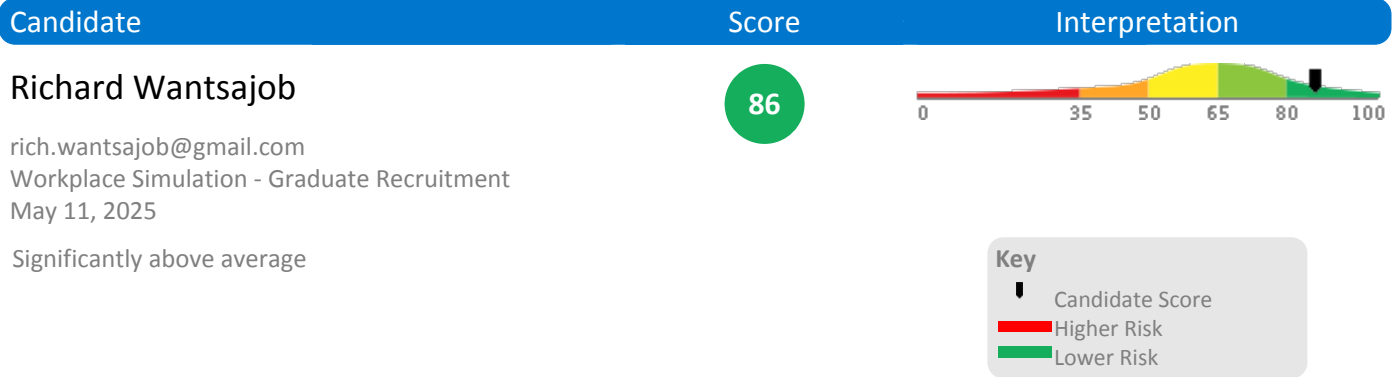 Candidate Score Interpretation
Richard Wantsajob
86
0 35 50 65 80 100
rich.wantsajob@gmail.com
Workplace Simulation - Graduate Recruitment
May 11, 2025
Significantly above average
Key
Candidate Score
Higher Risk
Lower Risk